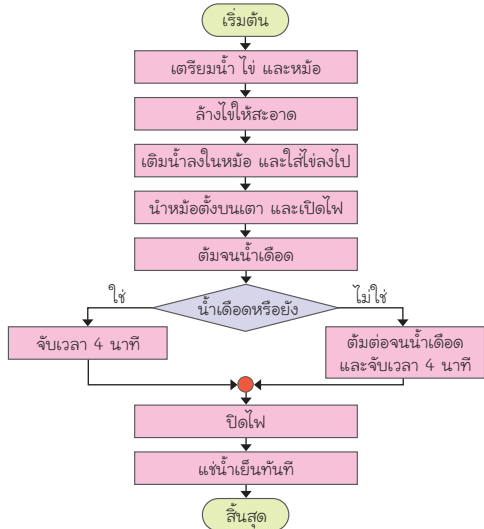 เริ่มต้น
เตรียมน้ำ ไข่ และหม้อ
ล้างไข่ให้สะอาด
เติมน้ำลงในหม้อ และใส่ไข่ลงไป
นำหม้อตั้งบนเตา และเปิดไฟ
ต้มจนน้ำเดือด
ใช่
น้ำเดือดหรือยัง
ไม่ใช่
จับเวลา 4 นาที
ต้มต่อจนน้ำเดือด
และจับเวลา 4 นาที
ปิดไฟ
แช่น้ำเย็นทันที
สิ้นสุด